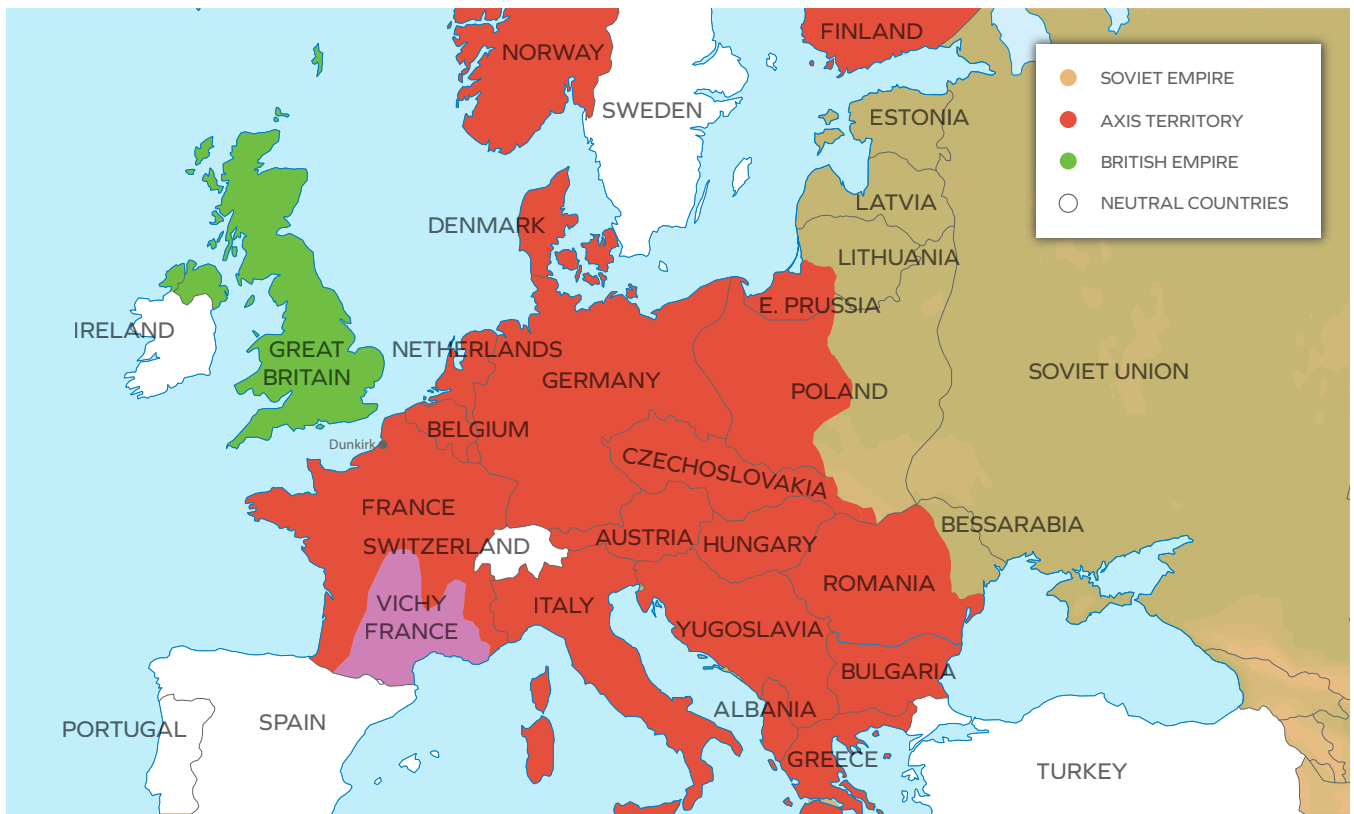 NORWAY
FINLAND
SOVIET EMPIRE
AXIS TERRITORY
BRITISH EMPIRE
NEUTRAL COUNTRIES
SWEDEN
ESTONIA
LATVIA
DENMARK
LITHUANIA
E. PRUSSIA
IRELAND
GREAT
BRITAIN
NETHERLANDS
GERMANY
POLAND
SOVIET UNION
BELGIUM
Dunkirk
CZECHOSLOVAKIA
FRANCE
SWITZERLAND
AUSTRIA
HUNGARY
BESSARABIA
ROMANIA
VICHY
FRANCE
ITALY
YUGOSLAVIA
BULGARIA
ALBANIA
PORTUGAL
SPAIN
GREECE
TURKEY